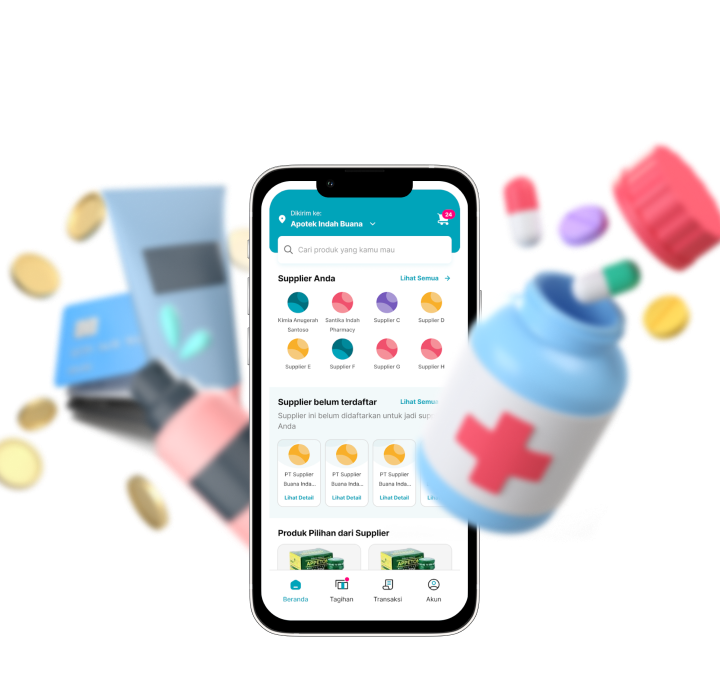 Dikirim ke:
Apotek Indah Buana
24
Cari produk yang kamu mau
Supplier Anda
Lihat Semua
Kimia Anugerah
Santoso
Santika Indah
Pharmacy
Supplier C
Supplier D
Supplier E
Supplier F
Supplier G
Supplier H
Supplier belum terdaftar
Lihat Semua
Supplier ini belum didaftarkan untuk jadi sup
Anda
PT Supplier
Buana Inda...
Lihat Detail
PT Supplier
Buana Inda...
Lihat Detail
PT Supplier
Buana Inda...
Lihat Detail
Produk Pilihan dari Supplier
Beranda
Tagihan
Transaksi
Akun